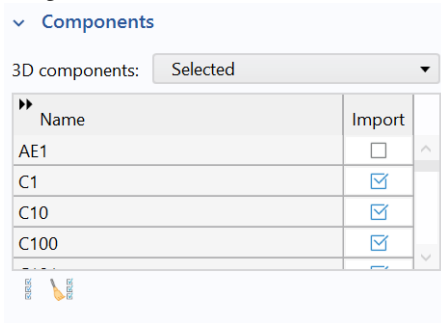 Components
3D components: Selected
Name Import
AE1
C1
C10
C100